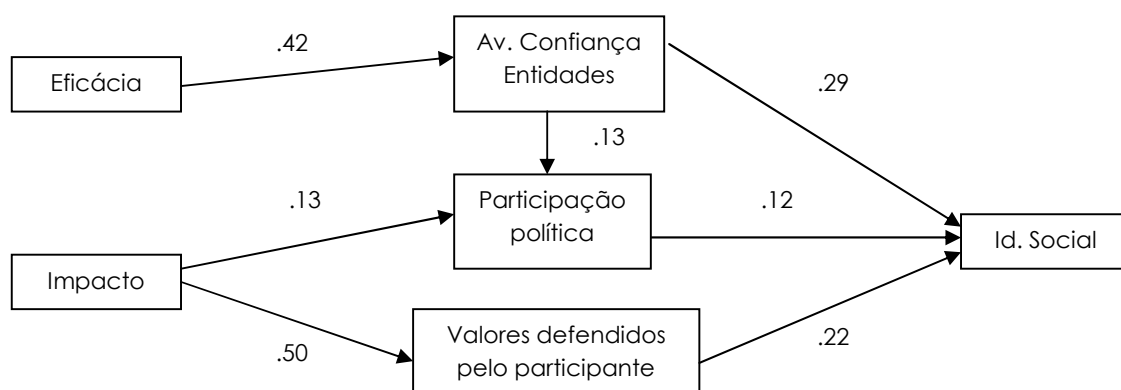 .42
Av. Confiança
Entidades
Eficácia
.29
.13
.13
Participação
política
.12
Id. Social
Impacto
.50
Valores defendidos
pelo participante
.22